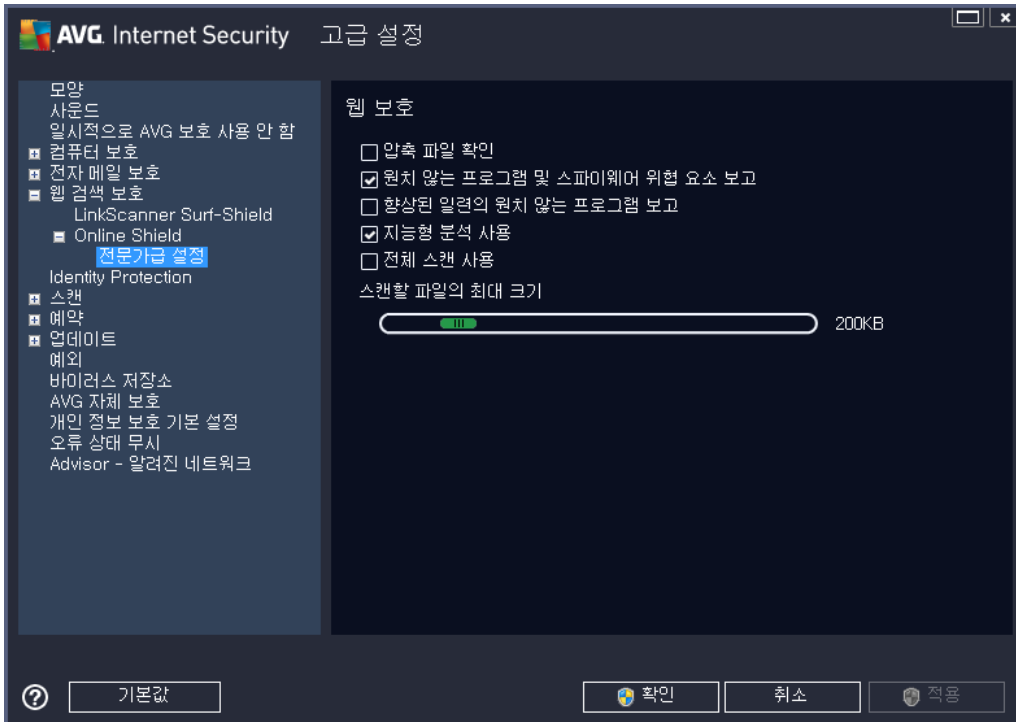 AVG. Internet Security 고급 설정
모양
사운드
일시적으로 AVG 보호 사용 안 함
컴퓨터 보호
전자 메일 보호
웹 검색 보호
LinkScanner Surf-Shield
Online Shield
전문가급 설정
Identity Protection
스캔
예약
업데이트
예외
바이러스 저장소
AVG 자체 보호
개인 정보 보호 기본 설정
오류 상태 무시
Advisor - 알려진 네트워크
웹 보호
압축 파일 확인
원치 않는 프로그램 및 스파이웨어 위협 요소 보고
향상된 일련의 원치 않는 프로그램 보고
지능형 분석 사용
전체 스캔 사용
스캔할 파일의 최대 크기
200KB
기본값
확인
취소
적용